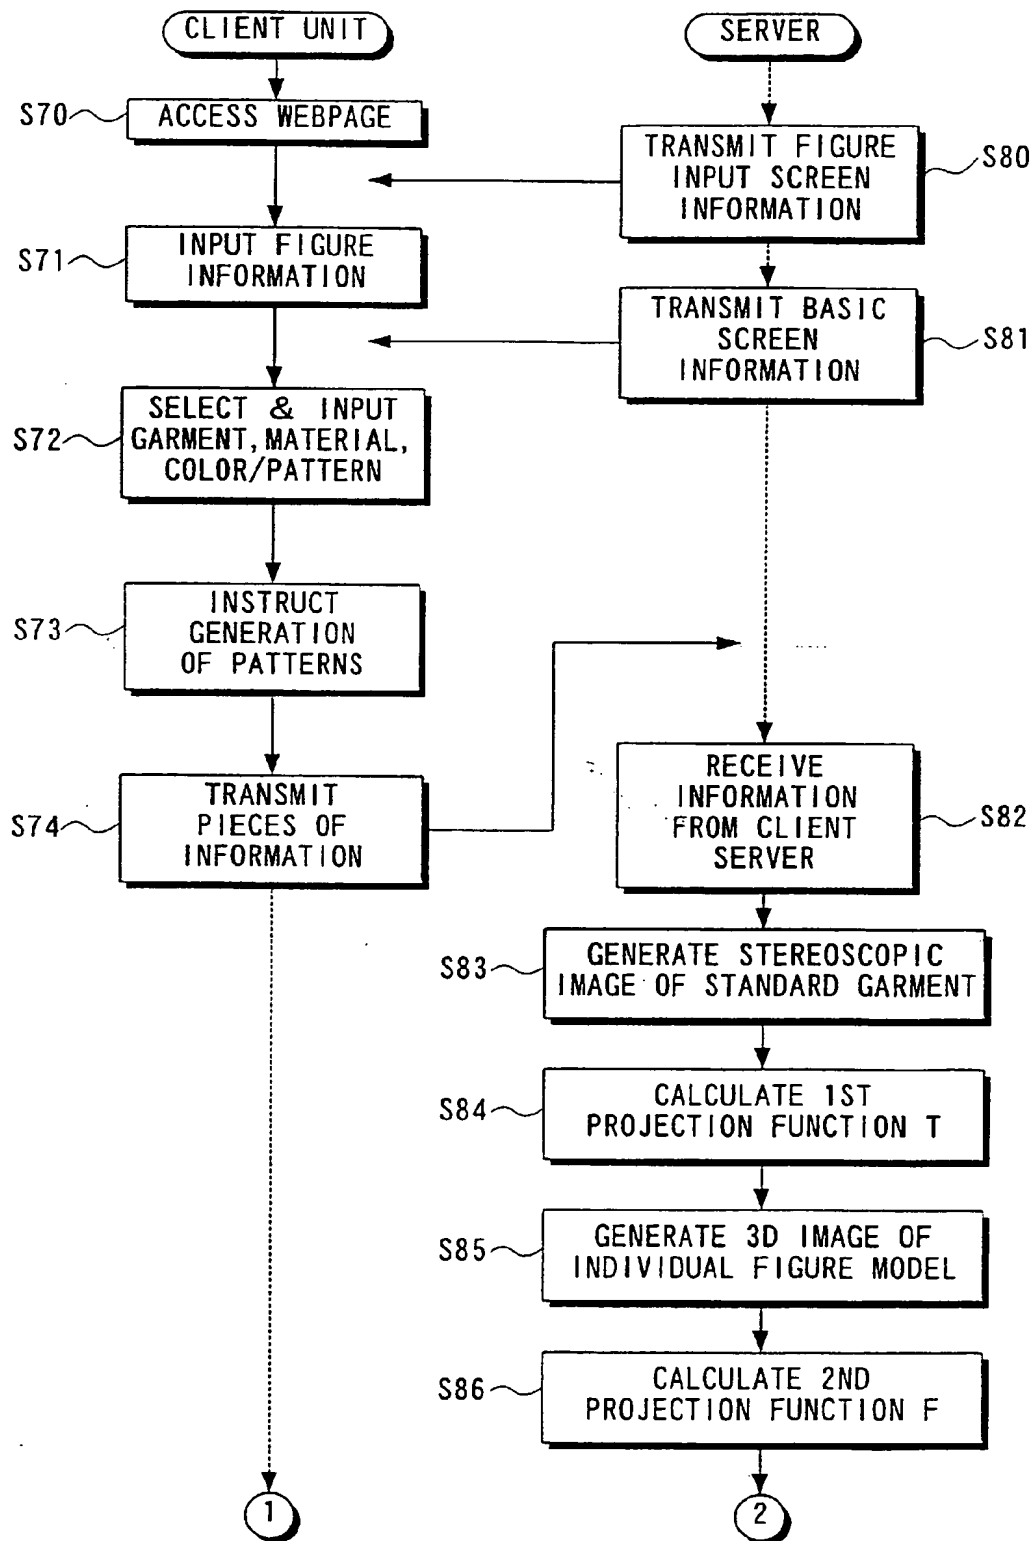 CLIENT UNIT
S70
ACCESS WEBPAGE
S71
INPUT FIGURE
INFORMATION
S72
SELECT & INPUT
GARMENT, MATERIAL,
COLOR/PATTERN
S73
INSTRUCT
GENERATION
OF PATTERNS
S74
TRANSMIT
PIECES OF
INFORMATION
1
SERVER
TRANSMIT FIGURE
INPUT SCREEN
INFORMATION
S80
TRANSMIT BASIC
SCREEN
INFORMATION
S81
RECEIVE
INFORMATION
FROM CLIENT
SERVER
S82
S83
GENERATE STEREOSCOPIC
IMAGE OF STANDARD GARMENT
S84
CALCULATE 1ST
PROJECTION FUNCTION T
S85
GENERATE 3D IMAGE OF
INDIVIDUAL FIGURE MODEL
S86
CALCULATE 2ND
PROJECTION FUNCTION F
2